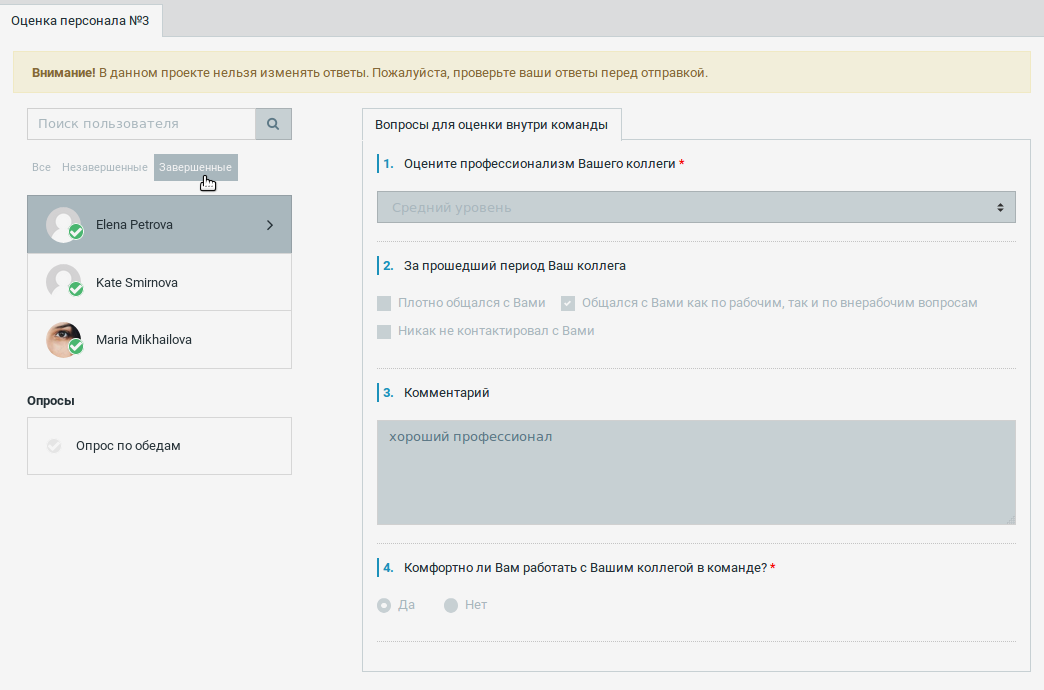 Оценка персонала №3
Внимание! В данном проекте нельзя изменять ответы. Пожалуйста, проверьте ваши ответы перед отправкой.
Поиск пользователя
Все Незавершенные Завершенные
Elena Petrova
Kate Smirnova
Maria Mikhailova
Опросы
Опрос по обедам
Вопросы для оценки внутри команды
1. Оцените профессионализм Вашего коллеги *
Средний уровень
2. За прошедший период Ваш коллега
Плотно общался с Вами Общался с Вами как по рабочим, так и по внерабочим вопросам
Никак не контактировал с Вами
3. Комментарий
хороший профессионал
4. Комфортно ли Вам работать с Вашим коллегой в команде? *
Да Нет